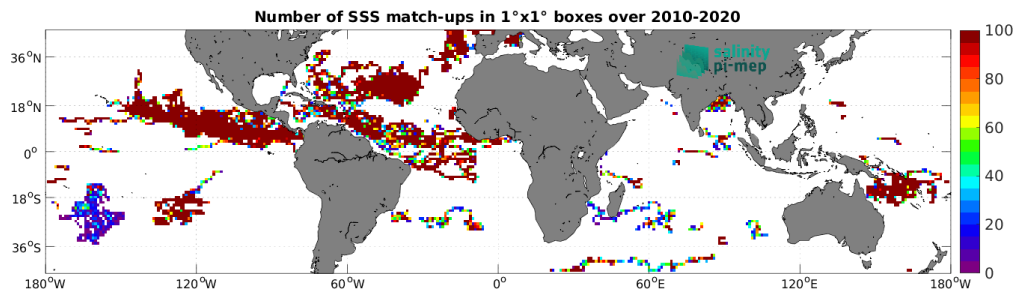 Number of SSS match-ups in 1°x1° boxes over 2010-2020
salinity
pi-mep
36°N
18°N
0°
18°S
36°S
180°W 120°W 60°W 0° 60°E 120°E 180°W
100
80
60
40
20
0